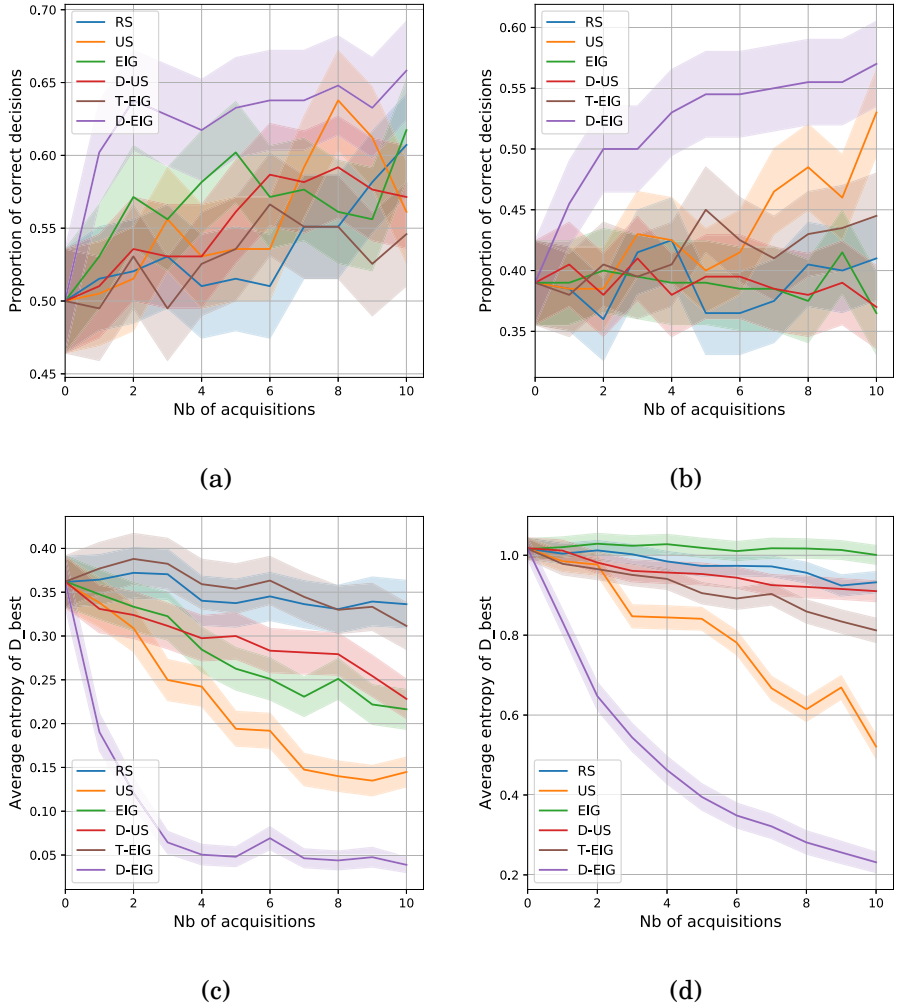 0.70
0.65
0.60
0.55
0.50
0.45
Proportion of correct decisions
RS
US
EIG
D-US
T-EIG
D-EIG
0 2 4 6 8 10
Nb of acquisitions
(a)
0.60
0.55
0.50
0.45
0.40
0.35
Proportion of correct decisions
RS
US
EIG
D-US
T-EIG
D-EIG
0 2 4 6 8 10
Nb of acquisitions
(b)
0.40
0.35
0.30
0.25
0.20
0.15
0.10
0.05
Average entropy of D_best
RS
US
EIG
D-US
T-EIG
D-EIG
0 2 4 6 8 10
Nb of acquisitions
(c)
1.0
0.8
0.6
0.4
0.2
Average entropy of D_best
RS
US
EIG
D-US
T-EIG
D-EIG
0 2 4 6 8 10
Nb of acquisitions
(d)